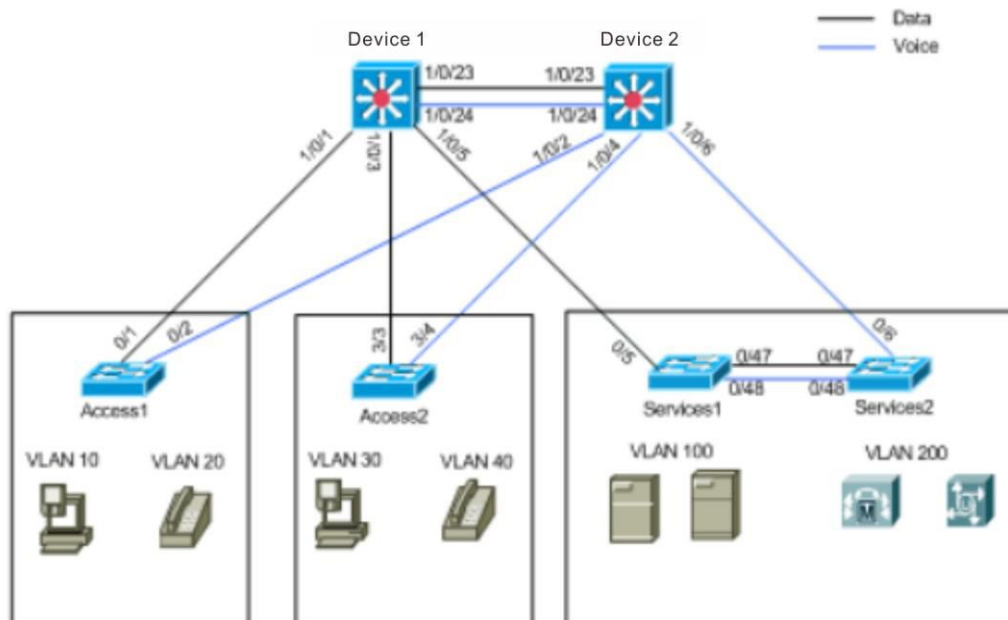 Data
Voice
Device 1
Device 2
1/0/23
1/0/23
1/0/24
1/0/24
1/0/1
1/0/3
1/0/5
1/0/2
1/0/4
1/0/6
0/1
0/2
3/3
3/4
0/5
0/6
0/47
0/47
0/48
0/48
Access1
Access2
Services1
Services2
VLAN 10
VLAN 20
VLAN 30
VLAN 40
VLAN 100
VLAN 200
M
U